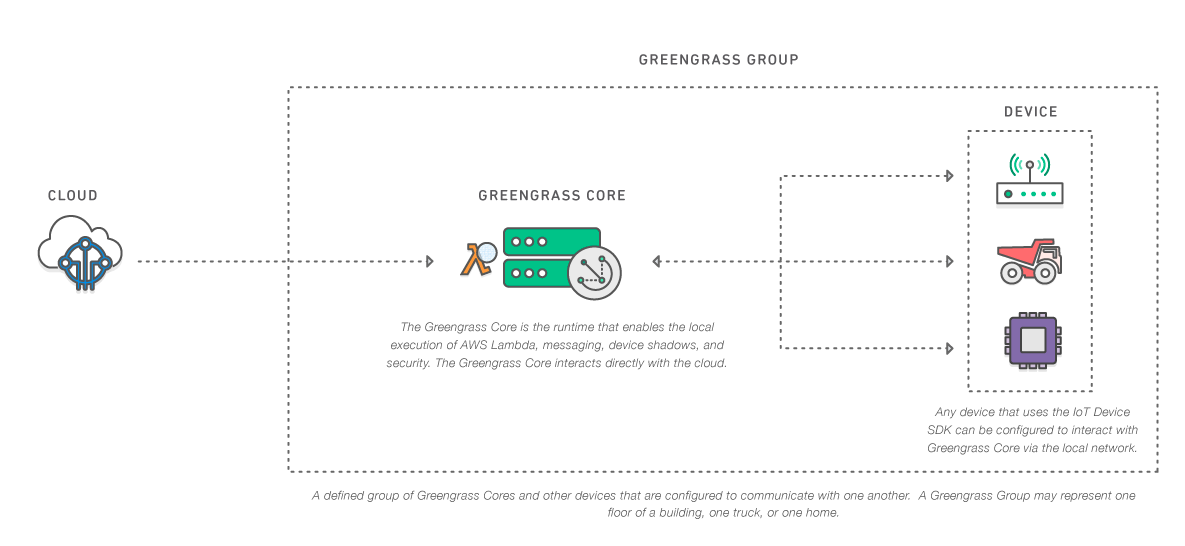 GREENGRASS GROUP
DEVICE
CLOUD
GREENGRASS CORE
The Greengrass Core is the runtime that enables the local
execution of AWS Lambda, messaging, device shadows, and
security. The Greengrass Core interacts directly with the cloud.
Any device that uses the IoT Device
SDK can be configured to interact with
Greengrass Core via the local network.
A defined group of Greengrass Cores and other devices that are configured to communicate with one another.  A Greengrass Group may represent one
floor of a building, one truck, or one home.